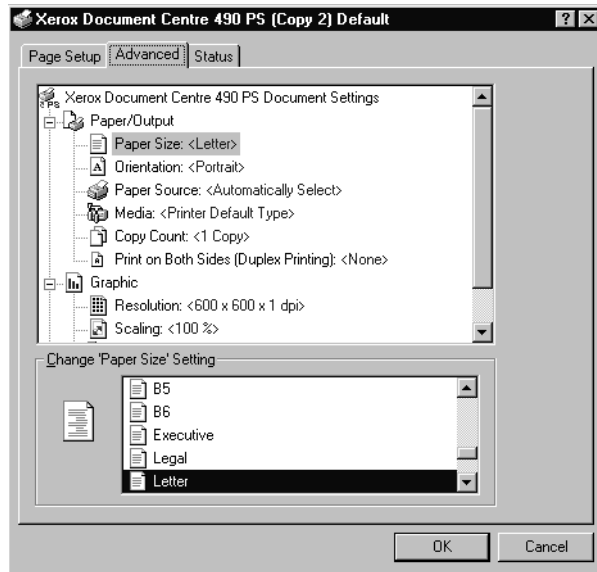 Xerox Document Centre 490 PS (Copy 2) Default
Page Setup Advanced Status
Xerox Document Centre 490 PS Document Settings
Paper/Output
Paper Size: <Letter>
Orientation: <Portrait>
Paper Source: <Automatically Select>
Media: <Printer Default Type>
Copy Count: <1 Copy>
Print on Both Sides (Duplex Printing): <None>
Graphic
Resolution: <600 x 600 x 1 dpi>
Scaling: <100 %>
Change 'Paper Size' Setting
B5
B6
Executive
Legal
Letter
OK Cancel